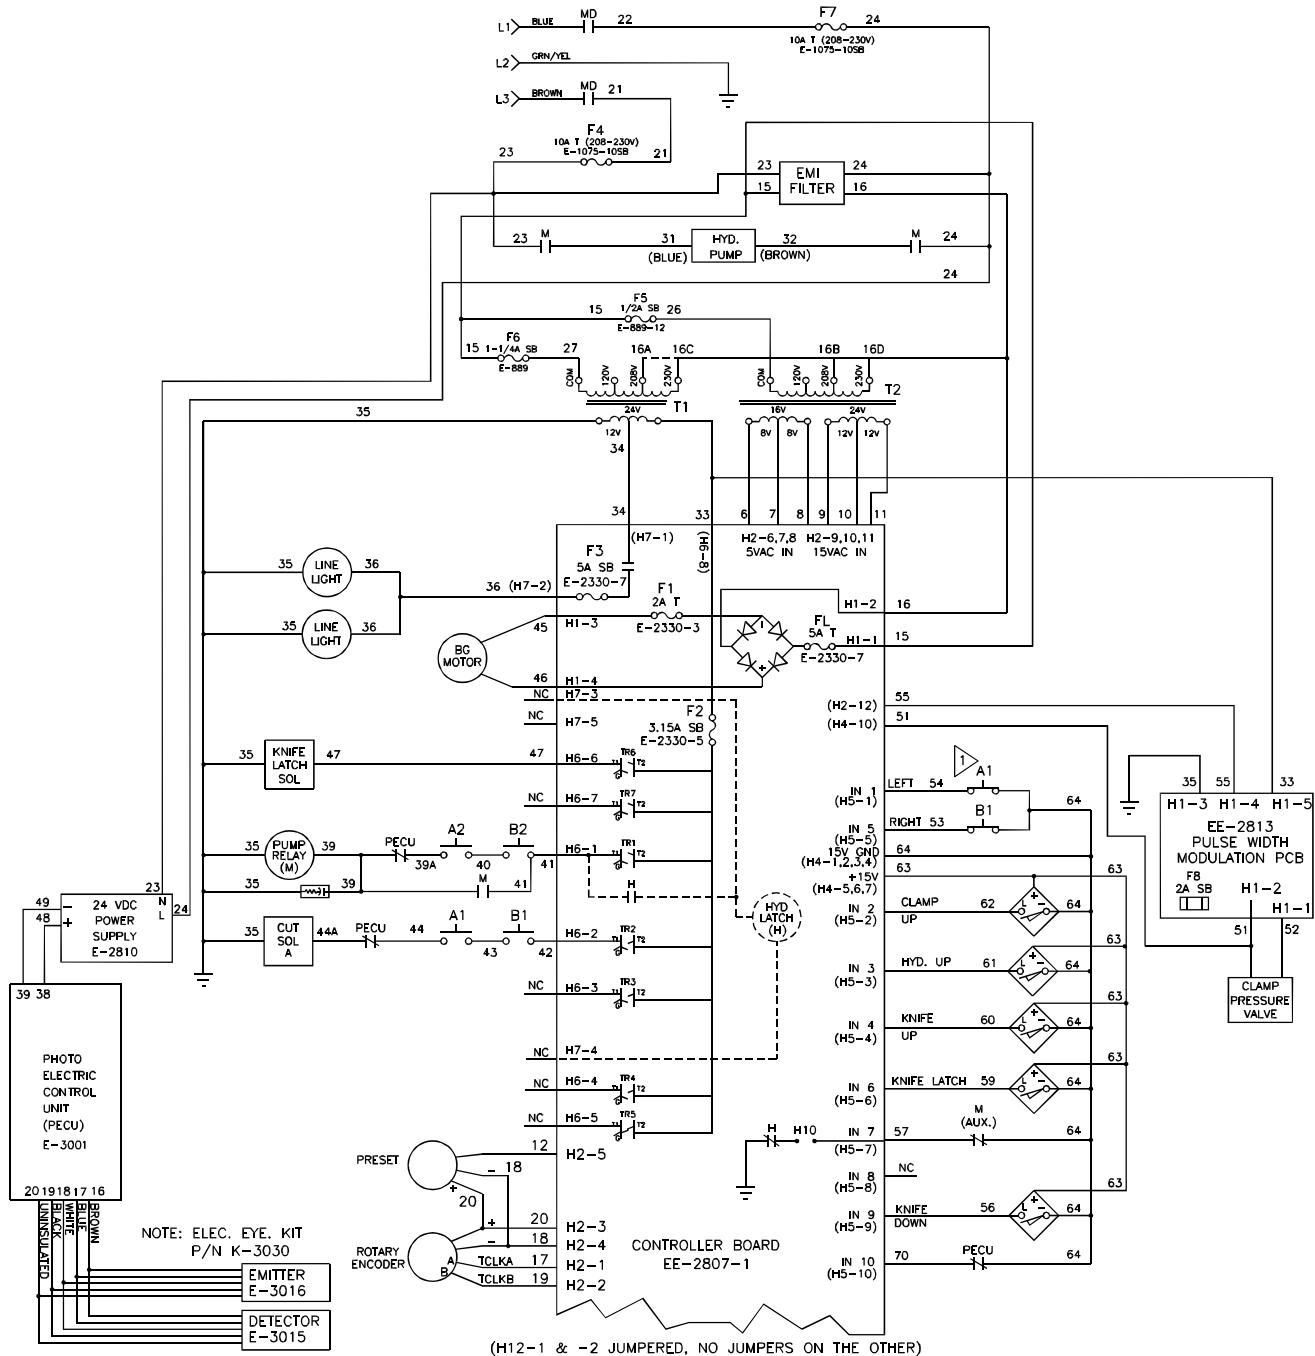 L1 BLUE MD 22 F7 24
10A T (208-230V)
E-1075-10SB
L2 GRN/YEL
L3 BROWN MD 21
F4
10A T (208-230V)
E-1075-10SB
23 21
23 EMI FILTER 24
15 16
23 M 31 HYD. PUMP 32 M 24
(BLUE) (BROWN)
24
F5
15 1/2A SB 26
E-889-12
F6
15 1-1/4A SB 27 16A 16C 16B 16D
E-889
COM 120V 208V 230V COM 120V 208V 230V
T1 T2
35 24V 16V 24V
12V 8V 8V 12V 12V
34
34 33 6 7 8 9 10 11
(H7-1) (H6-8) H2-6,7,8 H2-9,10,11
5VAC IN 15VAC IN
F3
5A SB
E-2330-7
35 LINE LIGHT 36
36 (H7-2)
35 LINE LIGHT 36
F1
2A T
E-2330-3
45 H1-3
BG MOTOR
46 H1-4
- +
FL
5A T
E-2330-7
H1-2 16
H1-1 15
NC H7-3
NC H7-5
F2
3.15A SB
E-2330-5
(H2-12) 55
(H4-10) 51
35 KNIFE LATCH SOL 47 47 H6-6 TR6 T1 T2 G
NC H6-7 TR7 T1 T2 G
35 PUMP RELAY (M) 39 PECU 39A A2 40 B2 41 H6-1 TR1 T1 T2 G
35 39 M 41 H
HYD LATCH (H)
35 CUT SOL A 44A PECU 44 A1 43 B1 42 H6-2 TR2 T1 T2 G
NC H6-3 TR3 T1 T2 G
NC H7-4
NC H6-4 TR4 T1 T2 G
NC H6-5 TR5 T1 T2 G
1
IN 1 (H5-1) LEFT 54 A1 64
IN 5 (H5-5) RIGHT 53 B1
15V GND (H4-1,2,3,4) 64
+15V (H4-5,6,7) 63
IN 2 (H5-2) CLAMP UP 62 L + - 64
63
IN 3 (H5-3) HYD. UP 61 L + - 64
63
IN 4 (H5-4) KNIFE UP 60 L + - 64
63
IN 6 (H5-6) KNIFE LATCH 59 L + - 64
H H10 IN 7 (H5-7) 57 M (AUX.) 64
IN 8 (H5-8) NC
63
IN 9 (H5-9) KNIFE DOWN 56 L + - 64
IN 10 (H5-10) 70 PECU 64
35 55 33
H1-3 H1-4 H1-5
EE-2813
PULSE WIDTH
MODULATION PCB
F8
2A SB
H1-2
H1-1
51 52
CLAMP
PRESSURE
VALVE
23 N
L 24
49 -
48 +
24 VDC
POWER
SUPPLY
E-2810
39 38
PHOTO
ELECTRIC
CONTROL
UNIT
(PECU)
E-3001
20 19 18 17 16
UNINSULATED BLACK WHITE BLUE BROWN
NOTE: ELEC. EYE. KIT
P/N K-3030
EMITTER
E-3016
DETECTOR
E-3015
PRESET - 18 + 20
12 H2-5
ROTARY ENCODER + - A B
20 H2-3
18 H2-4
TCLKA 17 H2-1
TCLKB 19 H2-2
CONTROLLER BOARD
EE-2807-1
(H12-1 & -2 JUMPERED, NO JUMPERS ON THE OTHER)